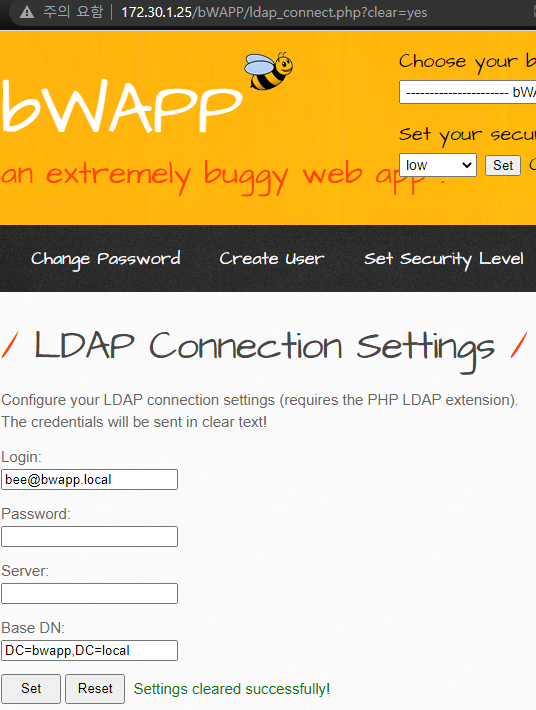 주의 요함 172.30.1.25/bWAPP/ldap_connect.php?clear=yes
Choose your b
bWAPP
---------------------- bWA
Set your secur
an extremely buggy web app !
low Set
Change Password Create User Set Security Level
/ LDAP Connection Settings /
Configure your LDAP connection settings (requires the PHP LDAP extension).
The credentials will be sent in clear text!
Login:
bee@bwapp.local
Password:
Server:
Base DN:
DC=bwapp,DC=local
Set Reset Settings cleared successfully!